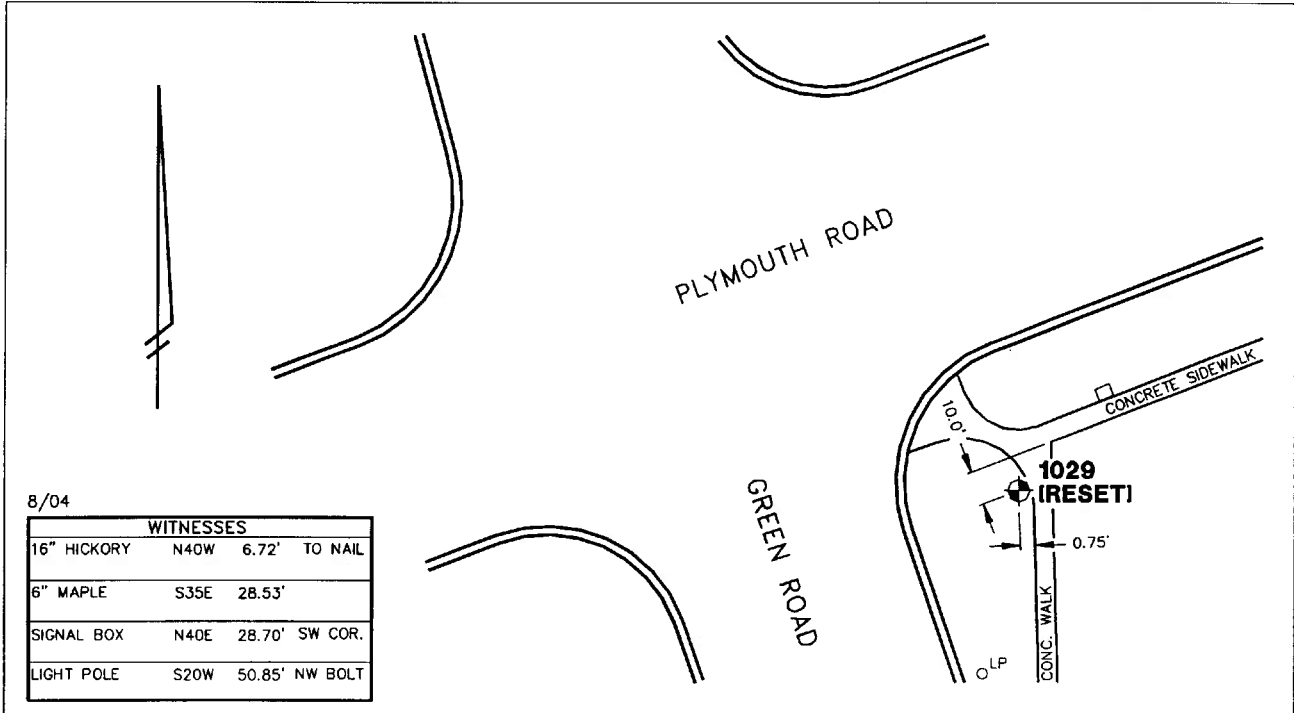 PLYMOUTH ROAD
CONCRETE SIDEWALK
10.0'
1029
[RESET]
GREEN ROAD
0.75'
CONC. WALK
LP
8/04
WITNESSES
16" HICKORY N40W 6.72' TO NAIL
6" MAPLE S35E 28.53'
SIGNAL BOX N40E 28.70' SW COR.
LIGHT POLE S20W 50.85' NW BOLT